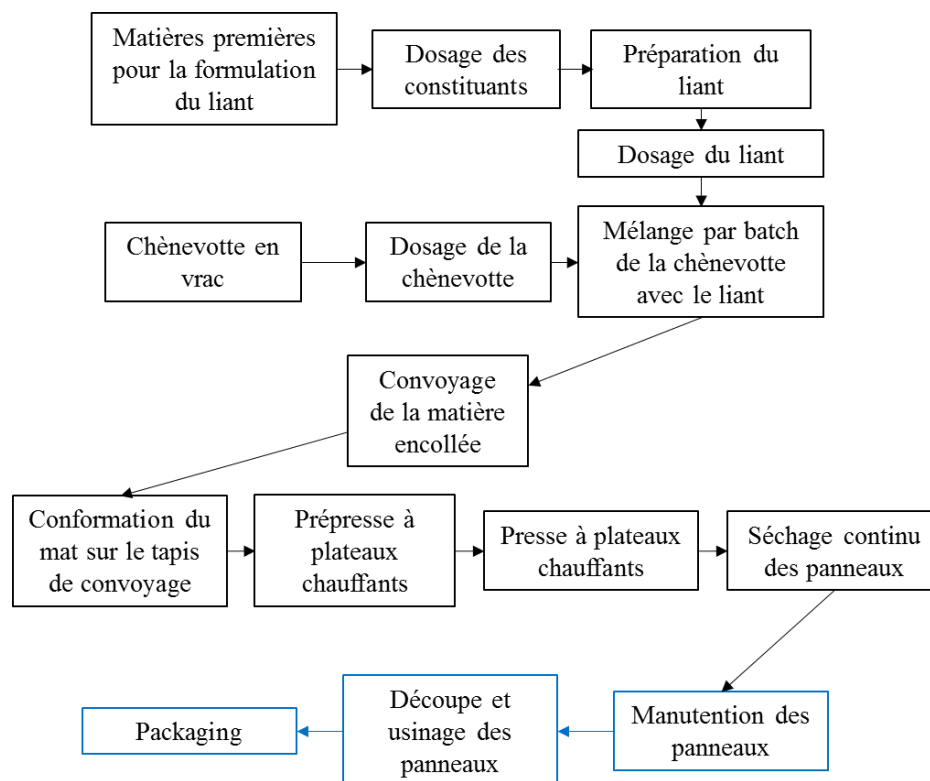 Matières premières
pour la formulation
du liant
Dosage des
constituants
Préparation du
liant
Dosage du liant
Chènevotte en
vrac
Dosage de la
chènevotte
Mélange par batch
de la chènevotte
avec le liant
Convoyage
de la matière
encollée
Conformation du
mat sur le tapis
de convoyage
Prépresse à
plateaux
chauffants
Presse à plateaux
chauffants
Séchage continu
des panneaux
Manutention des
panneaux
Découpe et
usinage des
panneaux
Packaging